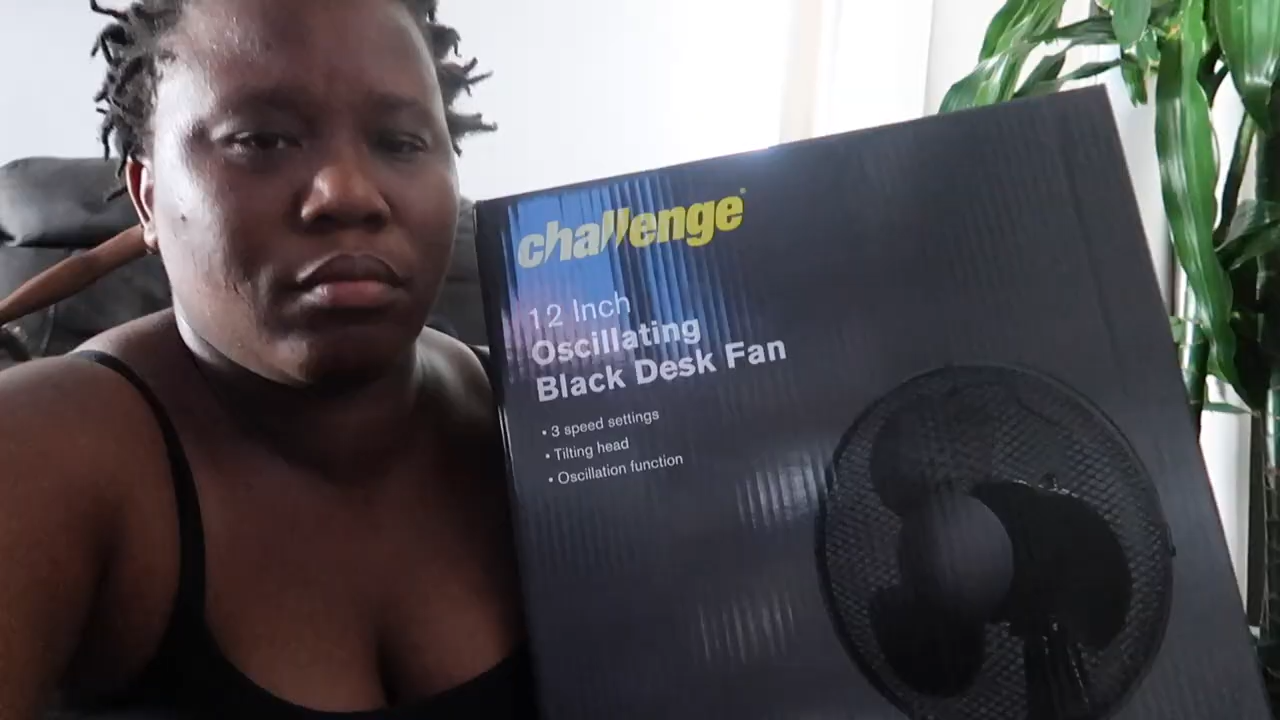 challenge
12 Inch
Oscillating
Black Desk Fan
• 3 speed settings
• Tilting head
• Oscillation function